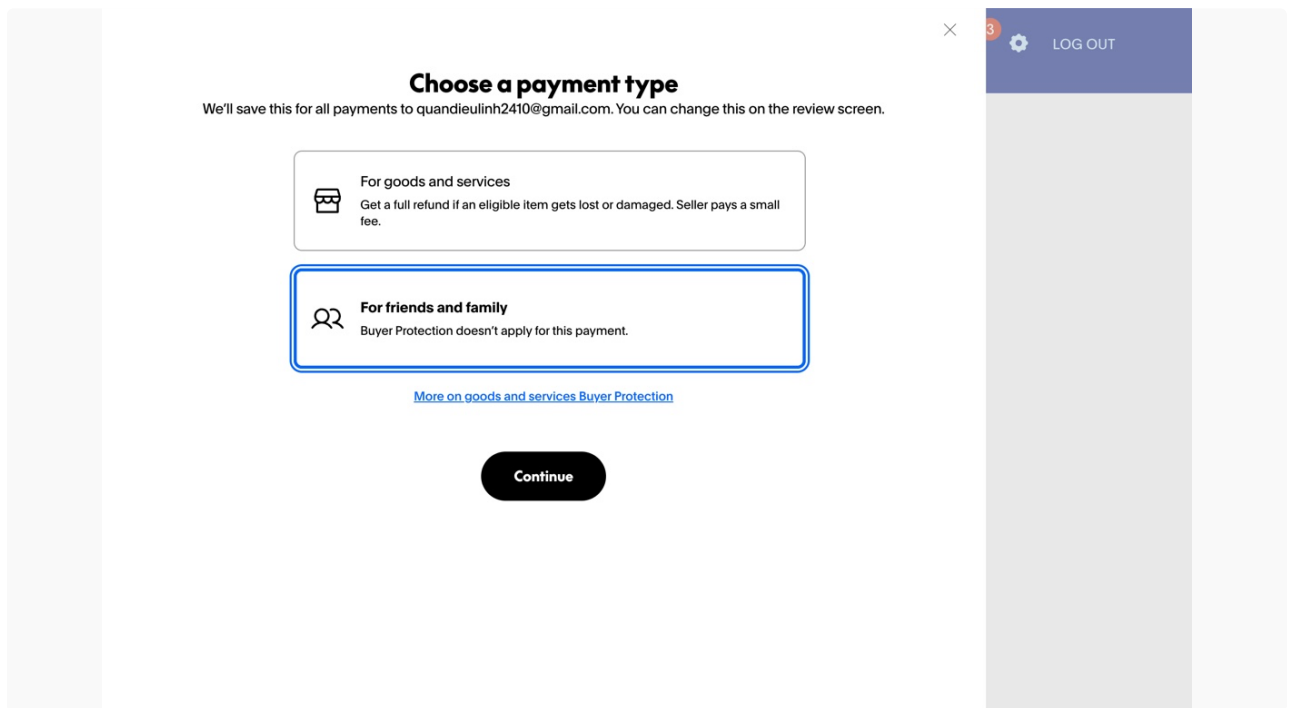 3
LOG OUT
Choose a payment type
We'll save this for all payments to quandieulinh2410@gmail.com. You can change this on the review screen.
For goods and services
Get a full refund if an eligible item gets lost or damaged. Seller pays a small
fee.
For friends and family
Buyer Protection doesn't apply for this payment.
More on goods and services Buyer Protection
Continue